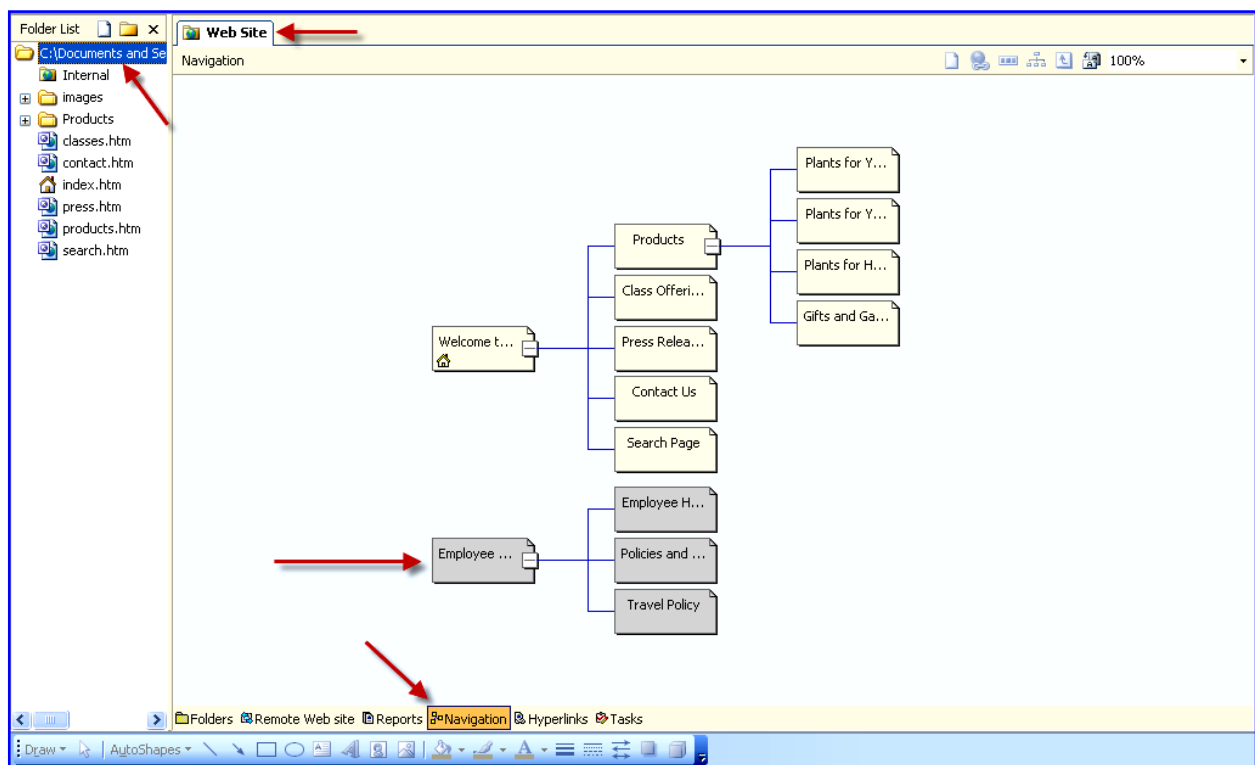 Folder List
Web Site
C:\Documents and Se
Internal
images
Products
classes.htm
contact.htm
index.htm
press.htm
products.htm
search.htm
Navigation
100%
Plants for Y...
Plants for Y...
Products
Plants for H...
Class Offeri...
Gifts and Ga...
Welcome t...
Press Relea...
Contact Us
Search Page
Employee H...
Employee ...
Policies and ...
Travel Policy
Folders Remote Web site Reports Navigation Hyperlinks Tasks
Draw AutoShapes